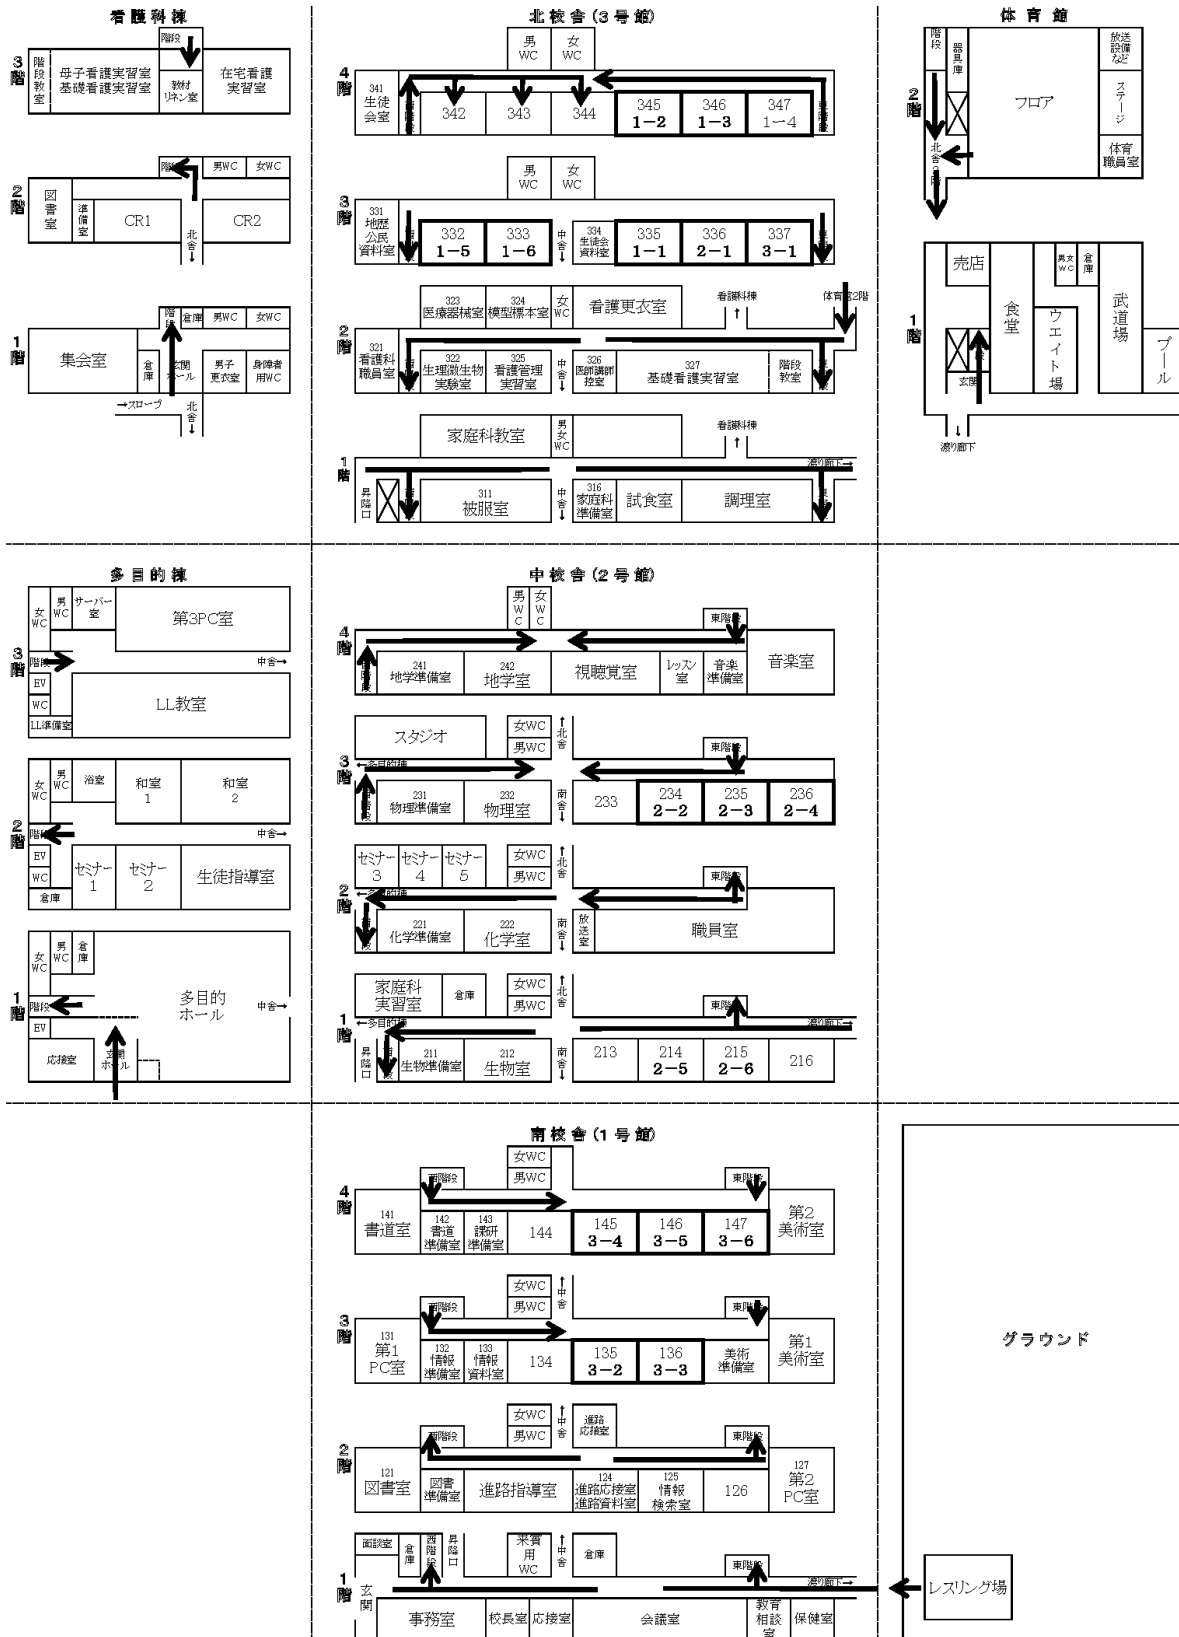 看護科棟
3階
階段
階段教室
母子看護実習室
基礎看護実習室
教材
リネン室
在宅看護
実習室
2階
図書室
準備室
CR1
階段
男WC
女WC
CR2
北舎↓
1階
集会室
倉庫
階段
倉庫
男WC
女WC
玄関
ホール
男子
更衣室
身障者
用WC
→スロープ
北舎↓
北校舎(3号館)
男WC
女WC
4階
341
生徒
会室
西階段
342
343
344
345
1-2
346
1-3
347
1-4
東階段
男WC
女WC
3階
331
地歴
公民
資料室
332
1-5
333
1-6
中舎↓
334
生徒会
資料室
335
1-1
336
2-1
337
3-1
323
医療器械室
324
模型標本室
女WC
看護更衣室
看護科棟
↑
体育館2階
2階
321
看護科
職員室
322
生理微生物
実験室
325
看護管理
実習室
中舎↓
326
医師講師
控室
327
基礎看護実習室
階段
教室
家庭科教室
男女WC
看護科棟
↑
1階
渡り廊下→
昇降口
311
被服室
中舎↓
316
家庭科
準備室
試食室
調理室
体育館
2階
階段
器具庫
フロア
放送
設備
など
ステージ
体育
職員室
1階
売店
食堂
男女WC
倉庫
ウエイト場
武道場
プール
玄関
↓
渡り廊下
多目的棟
3階
女WC
男WC
サーバー
室
第3PC室
階段
中舎→
EV
WC
LL準備室
LL教室
2階
女WC
男WC
浴室
和室
1
和室
2
階段
中舎→
EV
WC
倉庫
セミナー
1
セミナー
2
生徒指導室
1階
女WC
男WC
倉庫
多目的
ホール
階段
中舎→
EV
応接室
玄関
ホール
中校舎(2号館)
男WC
女WC
東階段
4階
西階段
241
地学準備室
242
地学室
視聴覚室
レッスン
室
音楽
準備室
音楽室
スタジオ
女WC
男WC
↑北舎
東階段
3階
←多目的棟
231
物理準備室
232
物理室
南舎↓
233
234
2-2
235
2-3
236
2-4
セミナー
3
セミナー
4
セミナー
5
女WC
男WC
↑北舎
東階段
2階
←多目的棟
221
化学準備室
222
化学室
南舎↓
放送室
職員室
家庭科
実習室
倉庫
女WC
男WC
↑北舎
東階段
1階
←多目的棟
渡り廊下→
昇降口
211
生物準備室
212
生物室
南舎↓
213
214
2-5
215
2-6
216
南校舎(1号館)
女WC
男WC
西階段
東階段
4階
141
書道室
142
書道
準備室
143
課研
準備室
144
145
3-4
146
3-5
147
3-6
第2
美術室
女WC
男WC
↑中舎
西階段
東階段
3階
131
第1
PC室
132
情報
準備室
133
情報
資料室
134
135
3-2
136
3-3
美術
準備室
第1
美術室
女WC
男WC
↑中舎
進路
応接室
西階段
東階段
2階
121
図書室
図書
準備室
進路指導室
124
進路応接室
進路資料室
125
情報
検索室
126
127
第2
PC室
面談室
倉庫
西階段
昇降口
来賓
用
WC
↑中舎
倉庫
東階段
1階
玄関
渡り廊下→
事務室
校長室
応接室
会議室
教育
相談
室
保健室
グラウンド
レスリング場